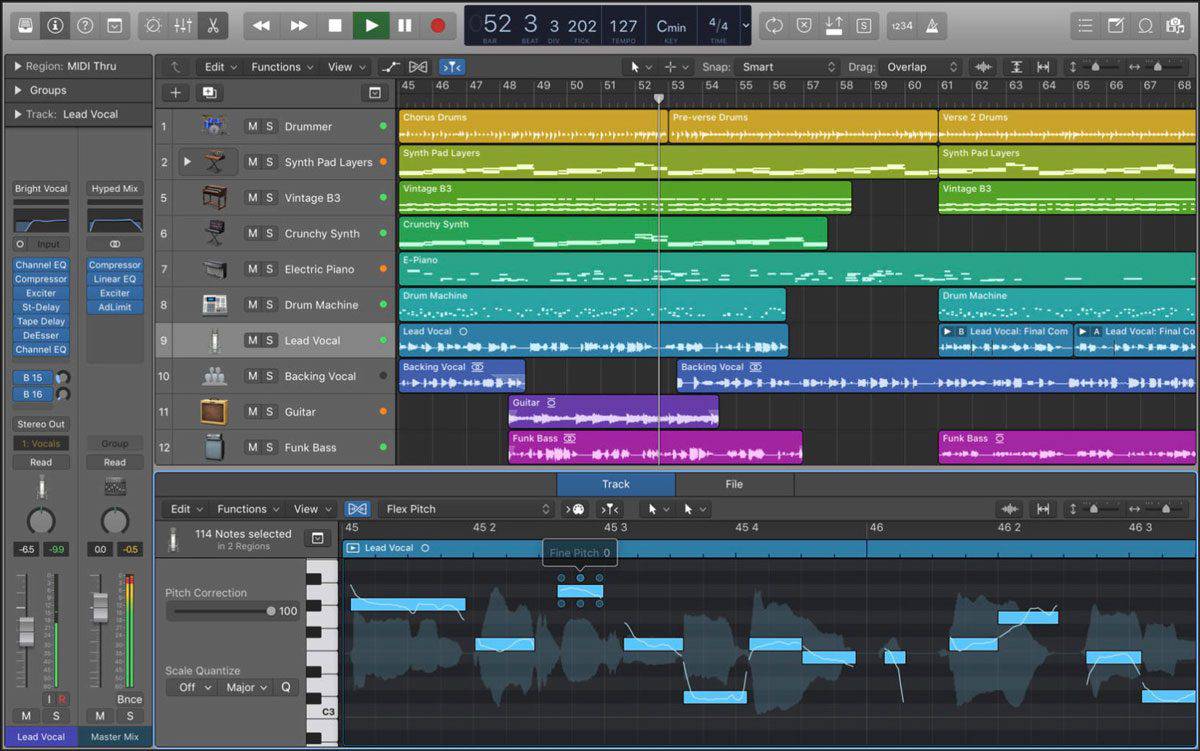 52 3 3 202 127 Cmin 4/4
BAR BEAT DIV TICK TEMPO KEY TIME
S 1234
Region: MIDI Thru
Groups
Track: Lead Vocal
Edit Functions View Snap: Smart Drag: Overlap
45 46 47 48 49 50 51 52 53 54 55 56 57 58 59 60 61 62 63 64 65 66 67 68
1 M S Drummer
Chorus Drums Pre-verse Drums Verse 2 Drums
2 M S Synth Pad Layers
Synth Pad Layers Synth Pad Layers
5 M S Vintage B3
Vintage B3 Vintage B3
6 M S Crunchy Synth
Crunchy Synth
7 M S Electric Piano
E-Piano
8 M S Drum Machine
Drum Machine Drum Machine
9 M S Lead Vocal
Lead Vocal B Lead Vocal: Final Com A Lead Vocal: Final Co
10 M S Backing Vocal
Backing Vocal Backing Vocal
11 M S Guitar
Guitar
12 M S Funk Bass
Funk Bass Funk Bass
Bright Vocal Hyped Mix
Input
Channel EQ Compressor
Compressor Linear EQ
Exciter Exciter
St-Delay AdLimit
Tape Delay
DeEsser
Channel EQ
B 15
B 16
Stereo Out
1: Vocals Group
Read Read
-6.5 -9.9 0.0 -0.5
I R Bnce
M S M S
Lead Vocal Master Mix
Track File
Edit Functions View Flex Pitch
45 45 2 45 3 45 4 46 46 2 46 3
114 Notes selected
in 2 Regions
Lead Vocal
Fine Pitch 0
Pitch Correction
100
Scale Quantize
Off Major Q
C3